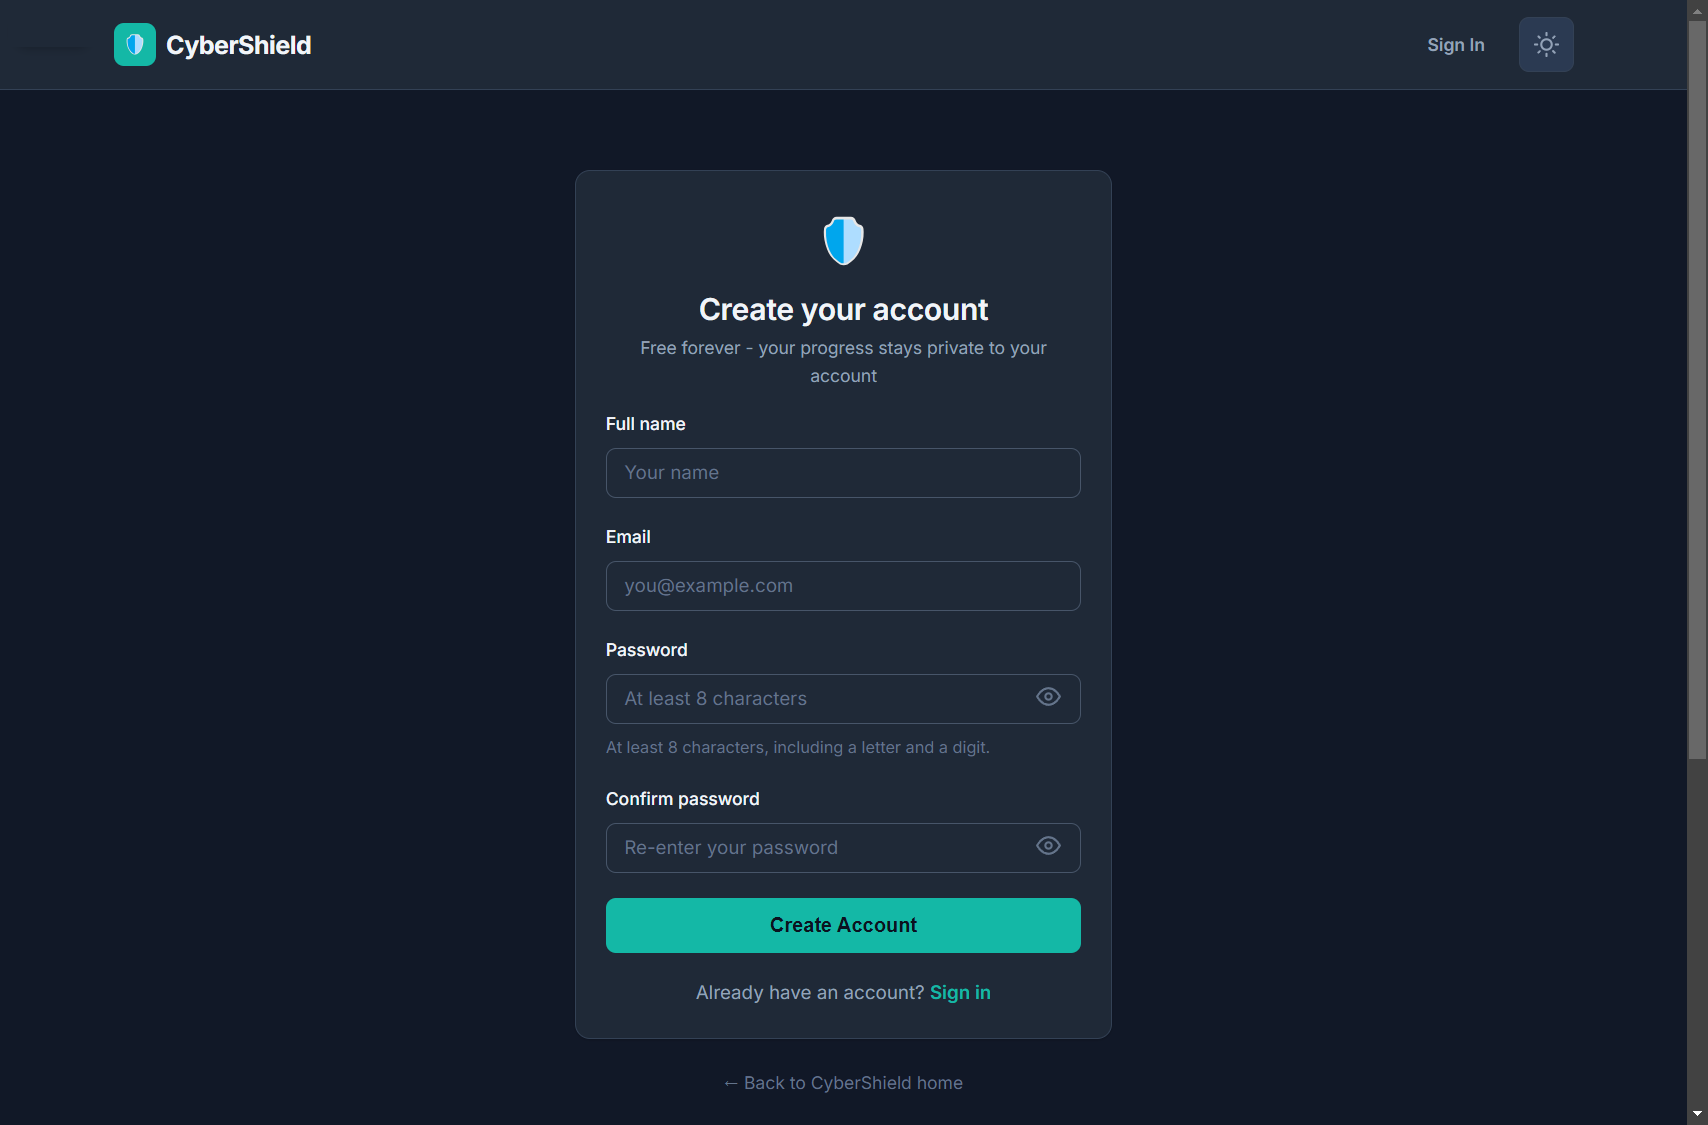 CyberShield
Sign In
Create your account
Free forever - your progress stays private to your
account
Full name
Your name
Email
you@example.com
Password
At least 8 characters
At least 8 characters, including a letter and a digit.
Confirm password
Re-enter your password
Create Account
Already have an account? Sign in
← Back to CyberShield home